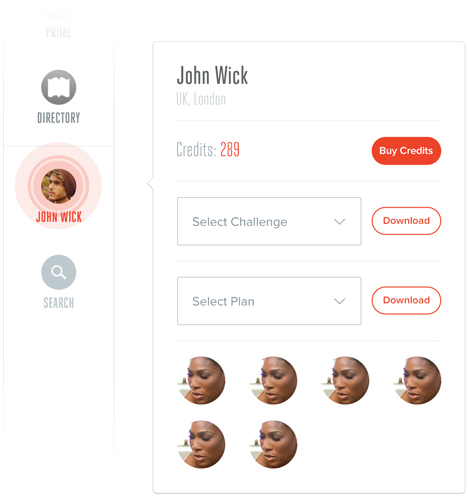 PRIME
DIRECTORY
JOHN WICK
SEARCH
John Wick
UK, London
Credits: 289
Buy Credits
Select Challenge
Download
Select Plan
Download